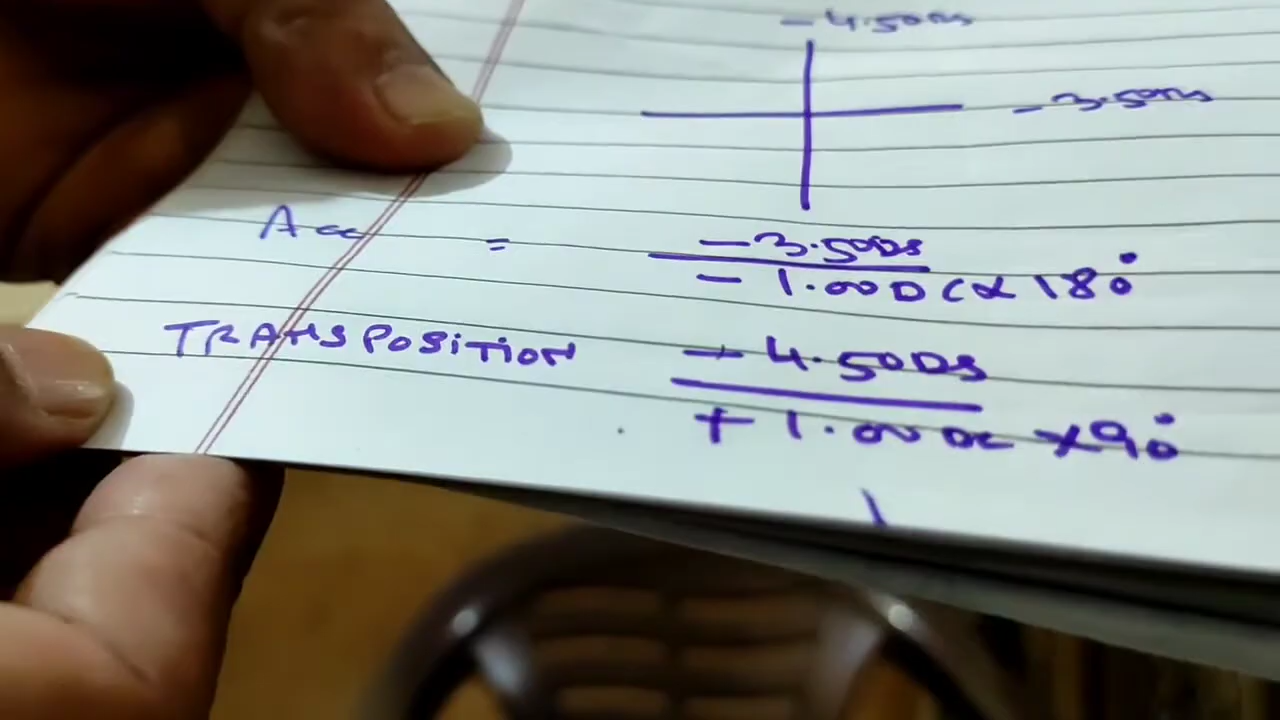 - 4.50Ds
- 3.50Ds
Acc = - 3.50Ds
- 1.00DC x 180°
TRANSPOSITION - 4.50DS
+ 1.00DC x 90°